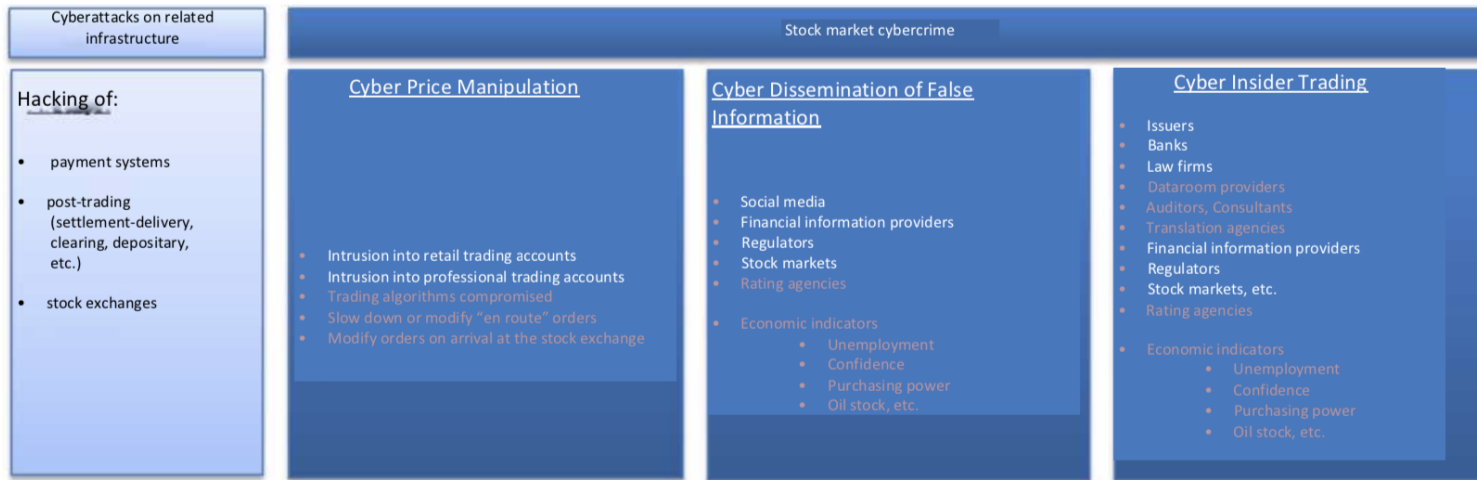 Cyberattacks on related
infrastructure
Stock market cybercrime
Hacking of:
• payment systems
• post-trading
(settlement-delivery,
clearing, depositary,
etc.)
• stock exchanges
Cyber Price Manipulation
• Intrusion into retail trading accounts
• Intrusion into professional trading accounts
• Trading algorithms compromised
• Slow down or modify “en route” orders
• Modify orders on arrival at the stock exchange
Cyber Dissemination of False
Information
• Social media
• Financial information providers
• Regulators
• Stock markets
• Rating agencies
• Economic indicators
• Unemployment
• Confidence
• Purchasing power
• Oil stock, etc.
Cyber Insider Trading
• Issuers
• Banks
• Law firms
• Dataroom providers
• Auditors, Consultants
• Translation agencies
• Financial information providers
• Regulators
• Stock markets, etc.
• Rating agencies
• Economic indicators
• Unemployment
• Confidence
• Purchasing power
• Oil stock, etc.